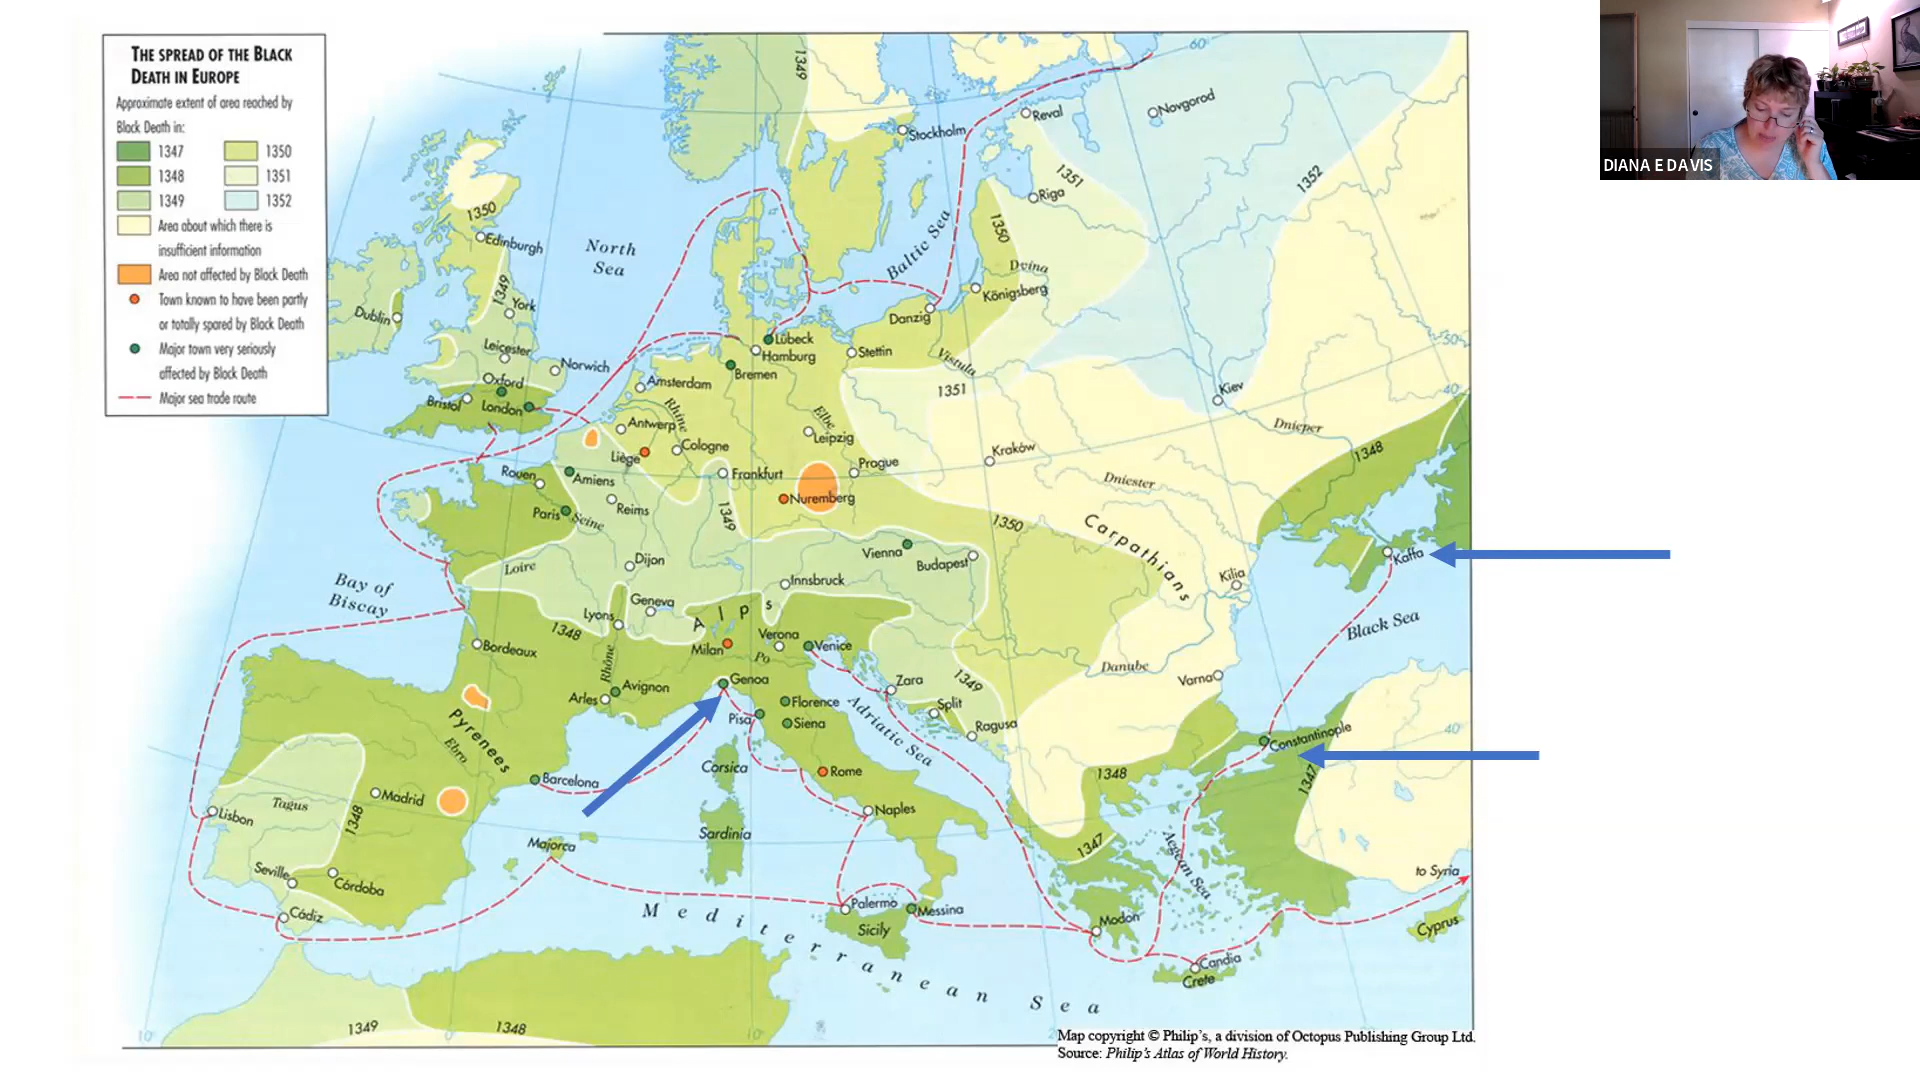 THE SPREAD OF THE BLACK
DEATH IN EUROPE
Approximate extent of area reached by
Black Death in:
1347
1350
1348
1351
1349
1352
Area about which there is
insufficient information
Area not affected by Black Death
Town known to have been partly
or totally spared by Black Death
Major town very seriously
affected by Black Death
Major sea trade route
DIANA E DAVIS
1349
60
Novgorod
Reval
Stockholm
1351
1352
Riga
1350
1350
Edinburgh
North
Sea
Baltic Sea
Dvina
Königsberg
1349
York
Dublin
Danzig
Lübeck
Hamburg
Stettin
50
Leicester
Norwich
Bremen
Vistula
Oxford
Amsterdam
1351
Kiev
40
Bristol
London
Rhine
Elbe
Antwerp
Leipzig
Dnieper
Cologne
Kraków
1348
Liège
Prague
Rouen
Amiens
Frankfurt
Dniester
Nuremberg
Reims
Paris
Seine
1349
1350
Carpathians
Vienna
Budapest
Kaffa
Loire
Dijon
Innsbruck
Kilia
Bay of
Biscay
Geneva
Alps
Lyons
1348
Verona
Black Sea
Bordeaux
Milan
Venice
Po
Rhône
Danube
Varna
Genoa
Zara
1349
Avignon
Arles
Florence
Split
Pisa
Siena
Adriatic Sea
Ragusa
40
Pyrenees
Ebro
Constantinople
Corsica
Rome
1348
1347
Barcelona
Madrid
Tagus
Naples
Lisbon
1348
Sardinia
Majorca
1347
Aegean Sea
Seville
Córdoba
to Syria
Palermo
Messina
Cádiz
Modon
Cyprus
Sicily
Mediterranean Sea
Candia
Crete
1349
1348
10
0
10
Map copyright © Philip's, a division of Octopus Publishing Group Ltd.
Source: Philip's Atlas of World History.